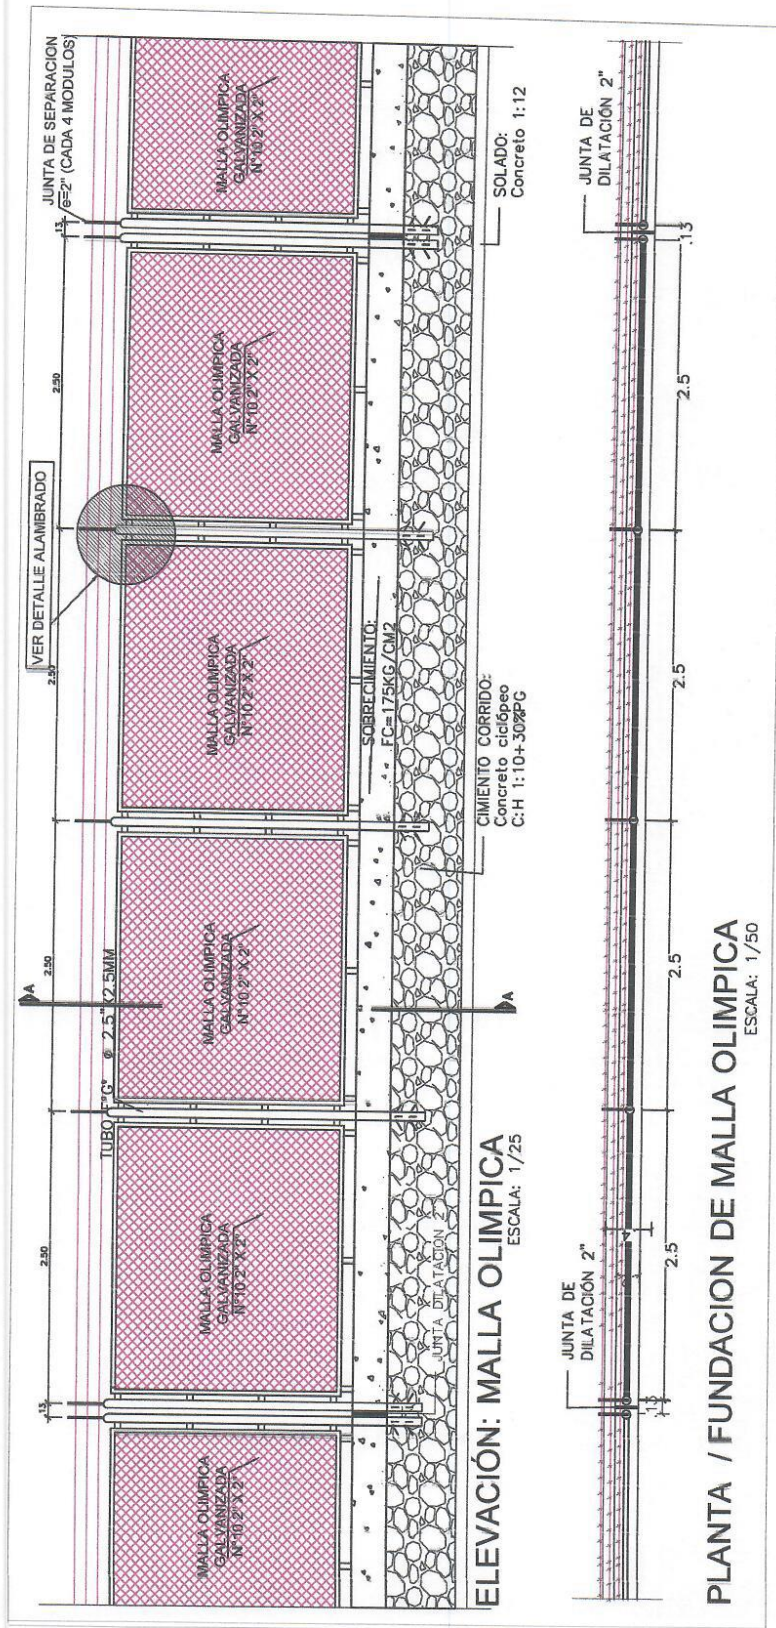 JUNTA DE SEPARACION
e=2" (CADA 4 MODULOS)
VER DETALLE ALAMBRADO
.13
2.50
2.50
2.50
2.50
.13
A
TUBO F°G° ø 2.5" X2.5MM
MALLA OLIMPICA
GALVANIZADA
N°10 2" X 2"
MALLA OLIMPICA
GALVANIZADA
N°10 2" X 2"
MALLA OLIMPICA
GALVANIZADA
N°10 2" X 2"
MALLA OLIMPICA
GALVANIZADA
N°10 2" X 2"
MALLA OLIMPICA
GALVANIZADA
N°10 2" X 2"
MALLA OLIMPICA
GALVANIZADA
N°10 2" X 2"
SOBRECIMIENTO:
FC=175KG/CM2
JUNTA DILATACION 2"
A
CIMIENTO CORRIDO:
Concreto ciclópeo
C:H 1:10+30%PG
SOLADO:
Concreto 1:12
ELEVACIÓN: MALLA OLIMPICA
ESCALA: 1/25
JUNTA DE
DILATACIÓN 2"
JUNTA DE
DILATACIÓN 2"
.13
2.5
2.5
2.5
2.5
.13
PLANTA / FUNDACION DE MALLA OLIMPICA
ESCALA: 1/50